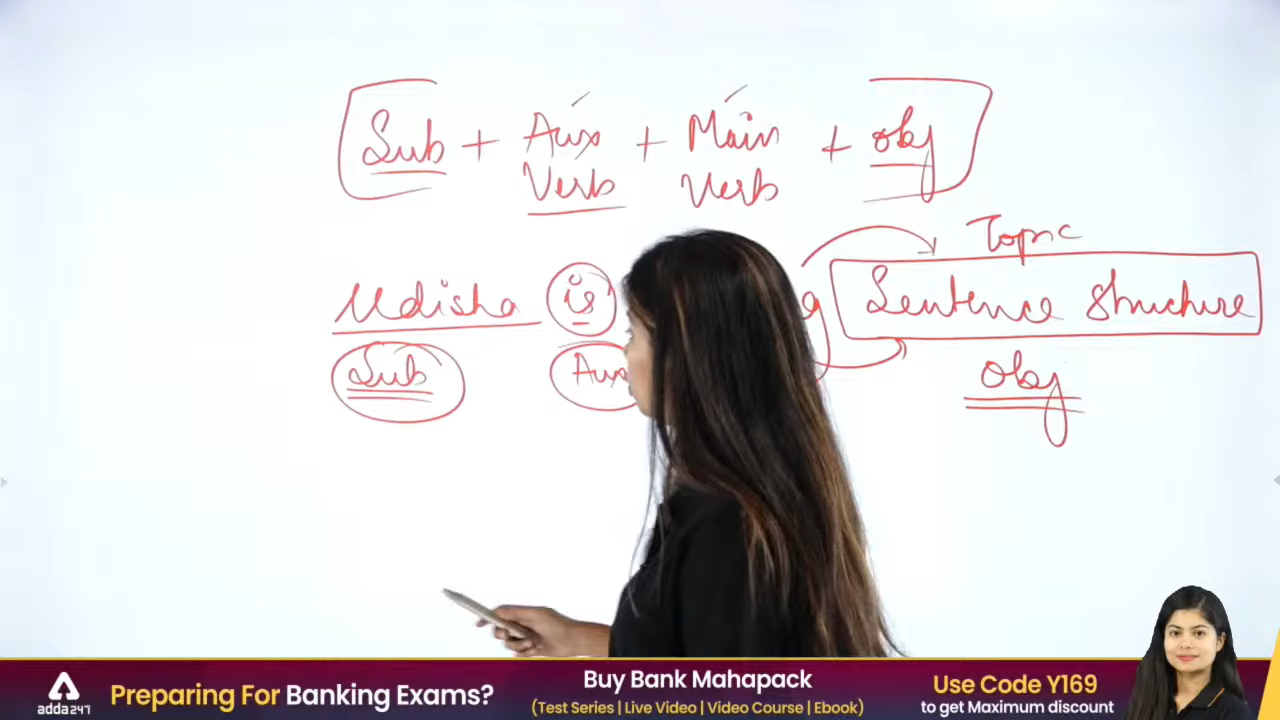 Sub + Aux + Main + obj
Verb Verb
Topic
Udisha is g Sentence Structure
Sub Aux obj
adda247
Preparing For Banking Exams?
Buy Bank Mahapack
(Test Series | Live Video | Video Course | Ebook)
Use Code Y169
to get Maximum discount